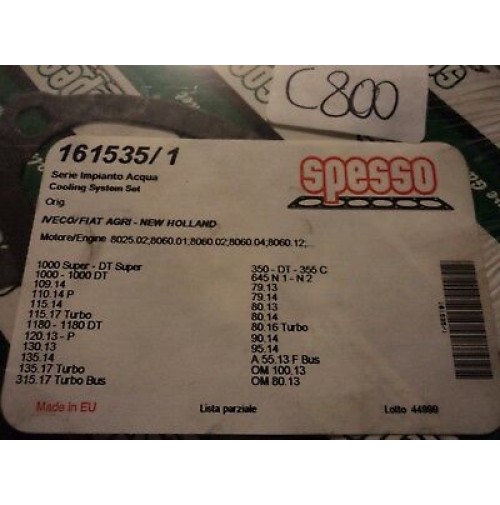 C800
161535/1
spesso
Serie Impianto Acqua
Cooling System Set
Orig.
IVECO/FIAT AGRI - NEW HOLLAND
Motore/Engine 8025.02;8060.01;8060.02;8060.04;8060.12;...
1000 Super - DT Super
1000 - 1000 DT
109.14
110.14 P
115.14
115.17 Turbo
1180 - 1180 DT
120.13 - P
130.13
135.14
135.17 Turbo
315.17 Turbo Bus
350 - DT - 355 C
645 N 1 - N 2
79.13
79.14
80.13
80.14
80.16 Turbo
90.14
95.14
A 55.13 F Bus
OM 100.13
OM 80.13
Made in EU
Lista parziale
Lotto 44999